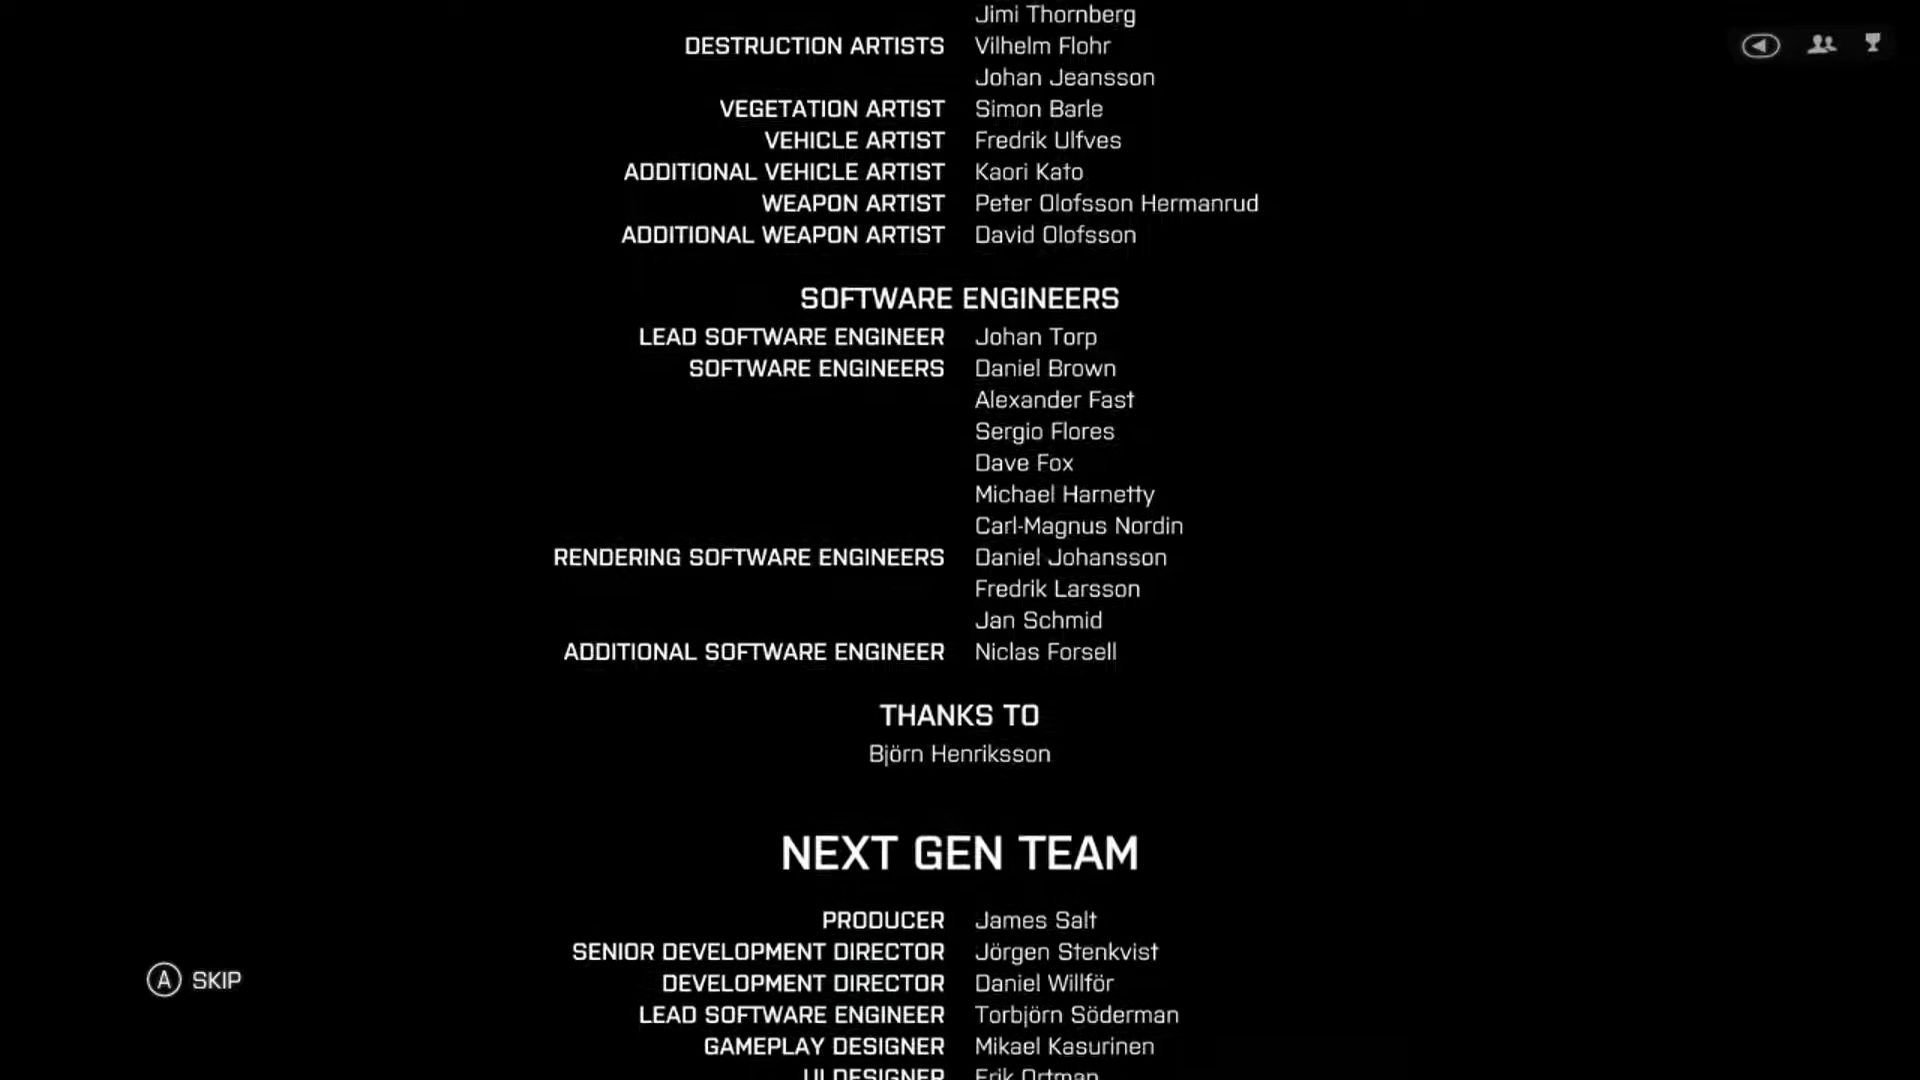 Jimi Thornberg
DESTRUCTION ARTISTS Vilhelm Flohr
Johan Jeansson
VEGETATION ARTIST Simon Barle
VEHICLE ARTIST Fredrik Ulfves
ADDITIONAL VEHICLE ARTIST Kaori Kato
WEAPON ARTIST Peter Olofsson Hermanrud
ADDITIONAL WEAPON ARTIST David Olofsson
SOFTWARE ENGINEERS
LEAD SOFTWARE ENGINEER Johan Torp
SOFTWARE ENGINEERS Daniel Brown
Alexander Fast
Sergio Flores
Dave Fox
Michael Harnetty
Carl-Magnus Nordin
RENDERING SOFTWARE ENGINEERS Daniel Johansson
Fredrik Larsson
Jan Schmid
ADDITIONAL SOFTWARE ENGINEER Niclas Forsell
THANKS TO
Björn Henriksson
NEXT GEN TEAM
PRODUCER James Salt
SENIOR DEVELOPMENT DIRECTOR Jörgen Stenkvist
DEVELOPMENT DIRECTOR Daniel Willför
LEAD SOFTWARE ENGINEER Torbjörn Söderman
GAMEPLAY DESIGNER Mikael Kasurinen
UI DESIGNER Erik Ortman
A SKIP